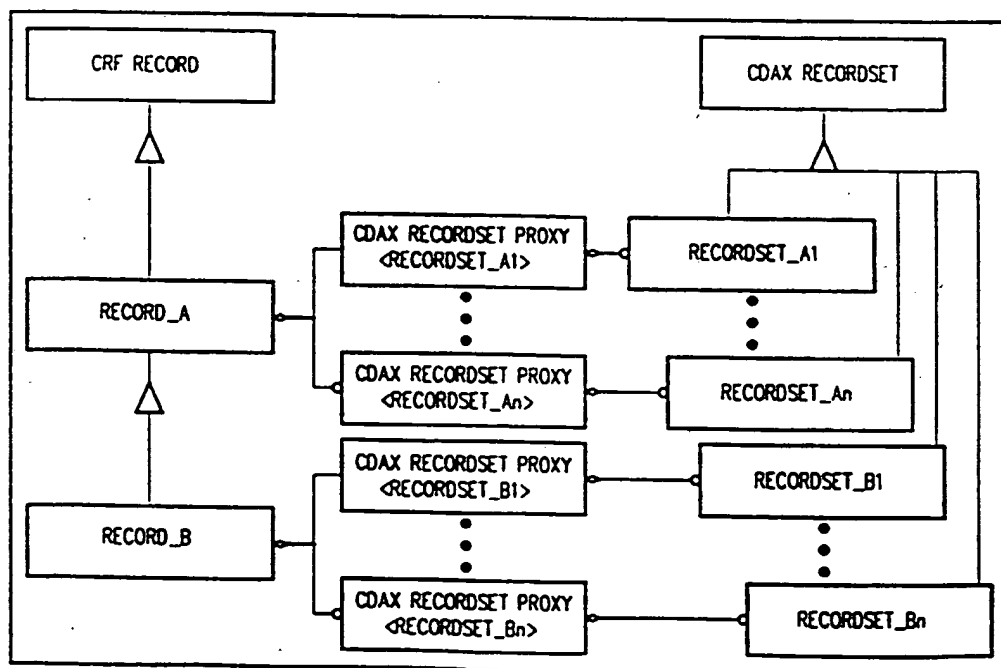 CRF RECORD
CDAX RECORDSET
CDAX RECORDSET PROXY
<RECORDSET_A1>
RECORDSET_A1
RECORD_A
CDAX RECORDSET PROXY
<RECORDSET_An>
RECORDSET_An
CDAX RECORDSET PROXY
<RECORDSET_B1>
RECORDSET_B1
RECORD_B
CDAX RECORDSET PROXY
<RECORDSET_Bn>
RECORDSET_Bn